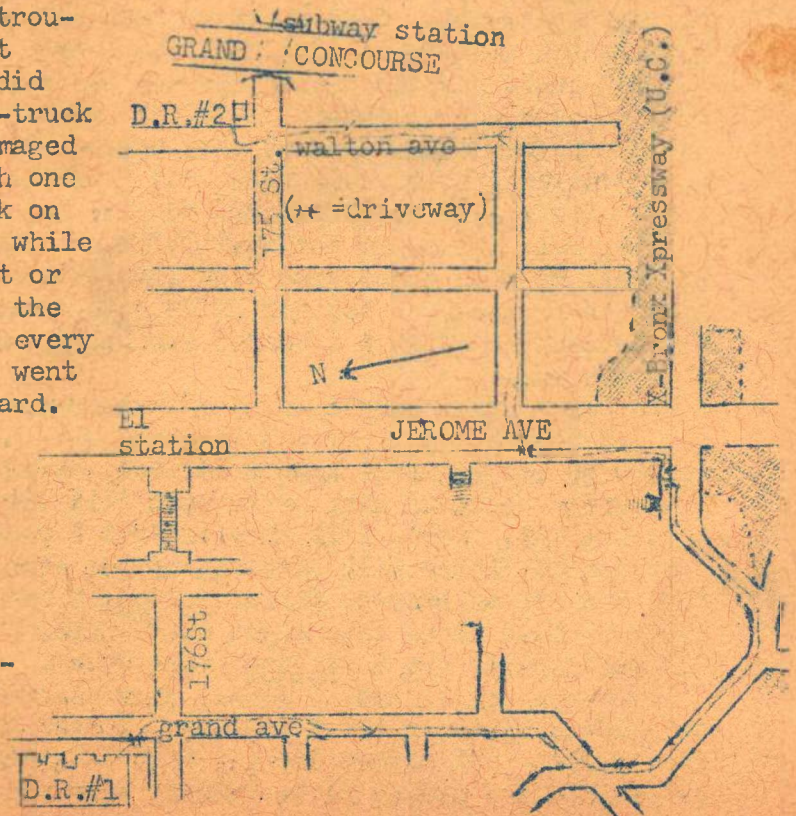 trou-
t
did
-truck
maged
h one
k on
while
t or
the
every
went
ard.
-
subway station
GRAND CONCOURSE
D.R.#2
walton ave
175 St.
(→← =driveway)
X-Bronx Xpressway (U.C.)
N
El
station
JEROME AVE
176St
grand ave
D.R.#1